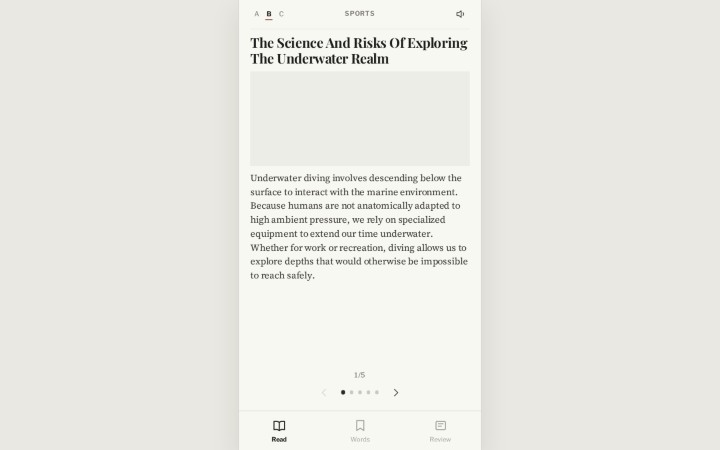 A B C SPORTS
The Science And Risks Of Exploring
The Underwater Realm
Underwater diving involves descending below the
surface to interact with the marine environment.
Because humans are not anatomically adapted to
high ambient pressure, we rely on specialized
equipment to extend our time underwater.
Whether for work or recreation, diving allows us to
explore depths that would otherwise be impossible
to reach safely.
1/5
Read Words Review